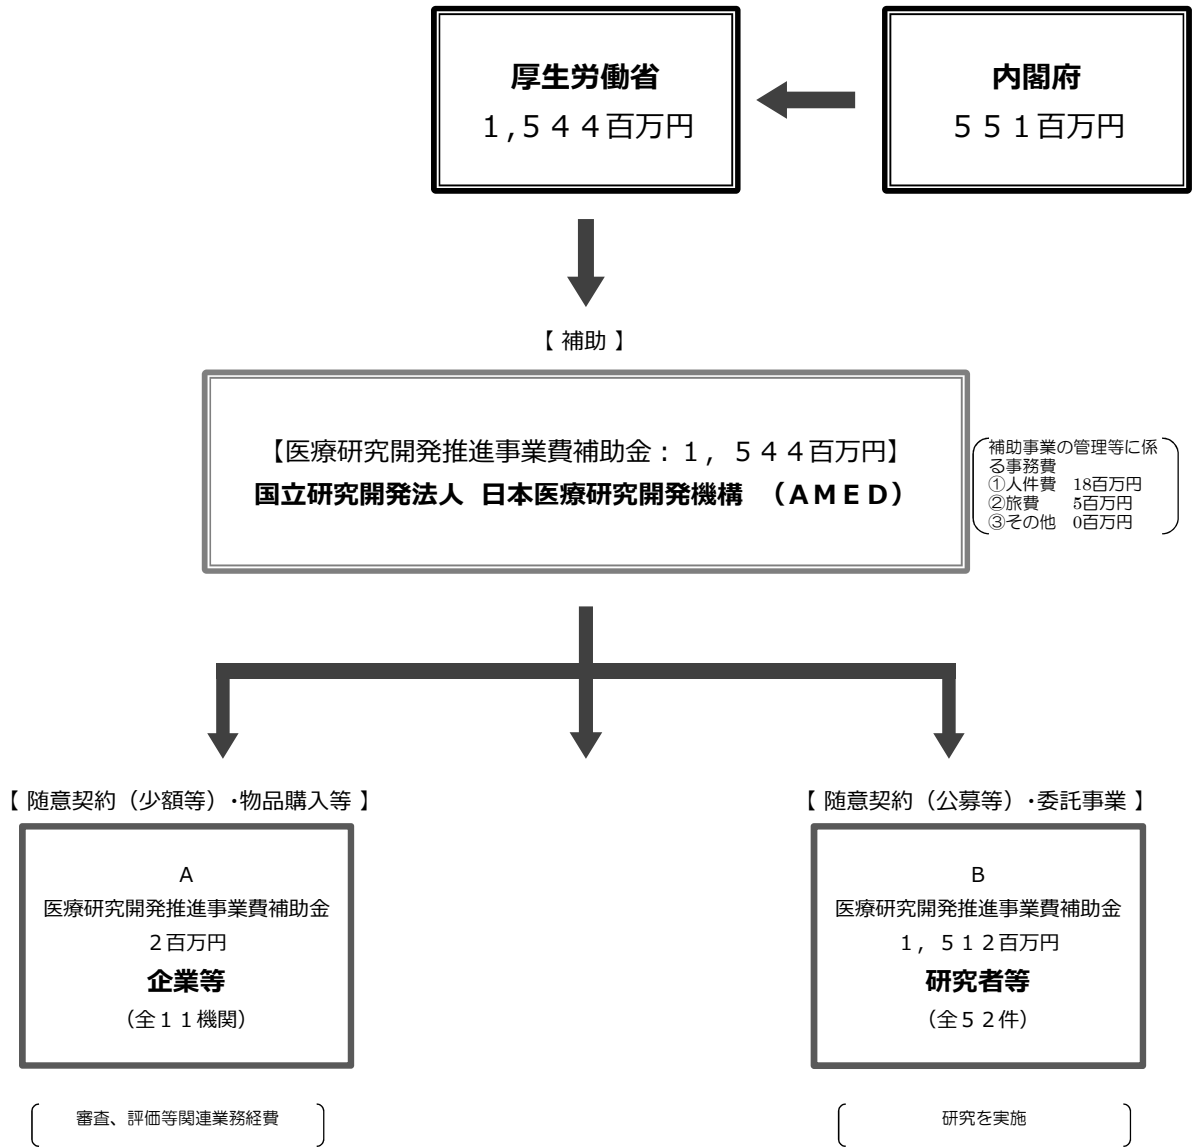 厚生労働省
1,544百万円
内閣府
551百万円
【 補助 】
【医療研究開発推進事業費補助金：1，544百万円】
国立研究開発法人 日本医療研究開発機構 （AMED）
補助事業の管理等に係
る事務費
①人件費 18百万円
②旅費 5百万円
③その他 0百万円
【 随意契約（少額等）・物品購入等 】
A
医療研究開発推進事業費補助金
２百万円
企業等
（全１１機関）
審査、評価等関連業務経費
【 随意契約（公募等）・委託事業 】
B
医療研究開発推進事業費補助金
1，512百万円
研究者等
（全５２件）
研究を実施